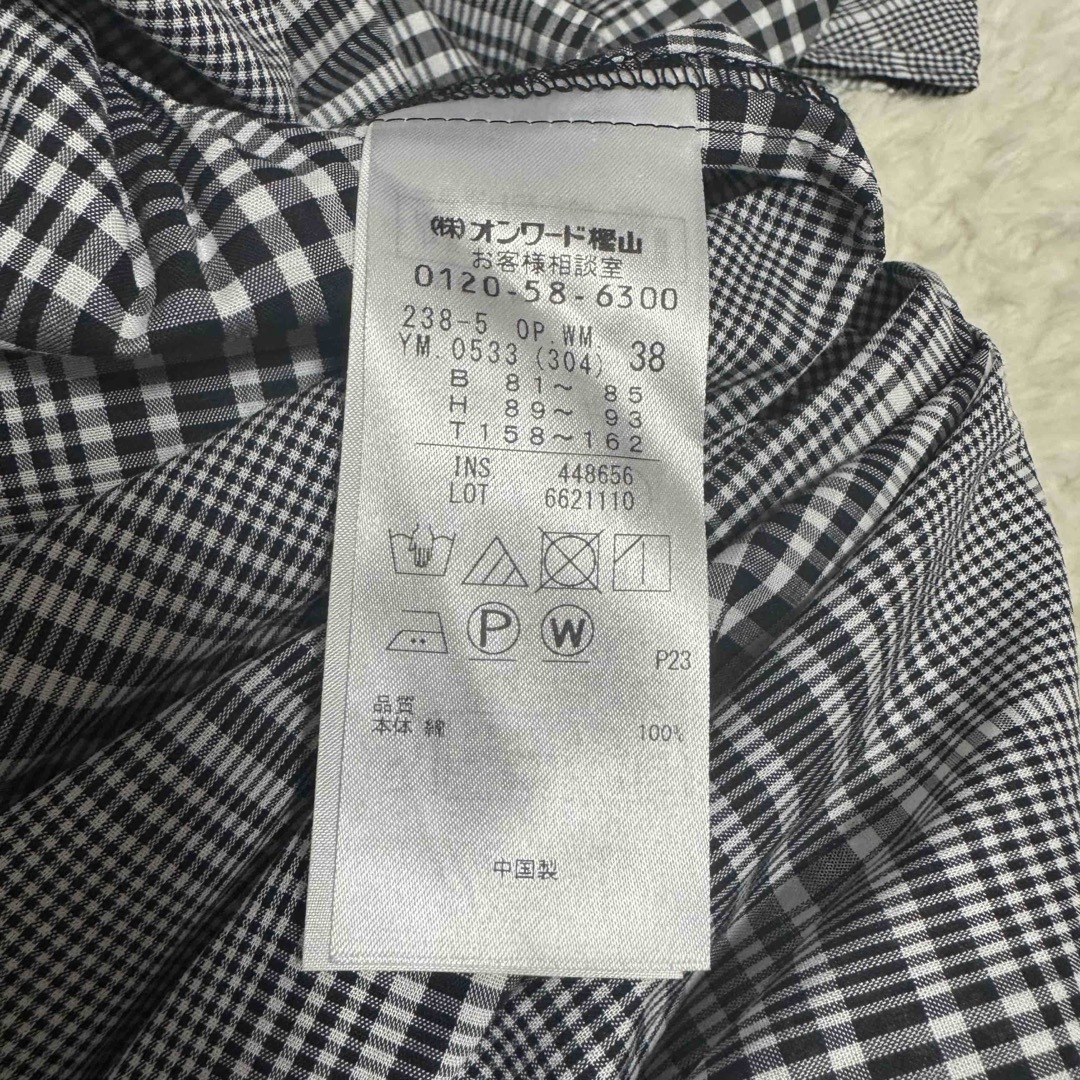 (株)オンワード樫山
お客様相談室
0120-58-6300
238-5 OP.WM. 38
YM.0533 (304)
B 81～ 85
H 89～ 93
T158～162
INS 448656
LOT 6621110
P W
P23
品質
本体 綿 100%
中国製